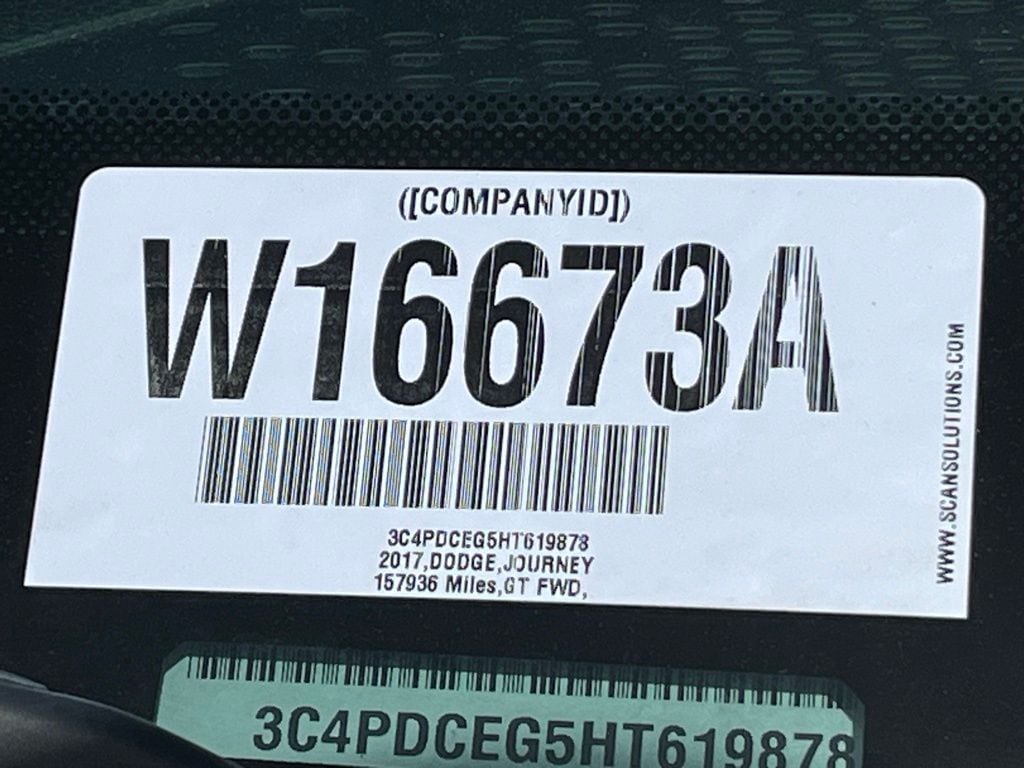 ([COMPANYID])
W16673A
3C4PDCEG5HT619878
2017,DODGE,JOURNEY
157936 Miles,GT FWD,
WWW.SCANSOLUTIONS.COM
3C4PDCEG5HT619878